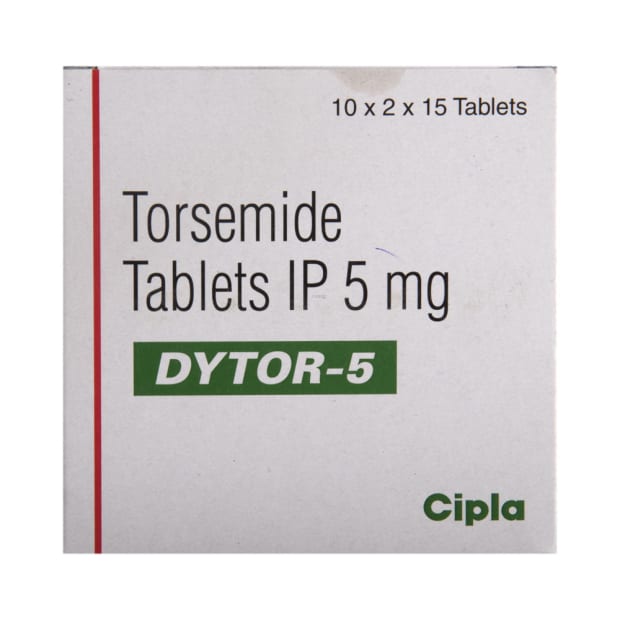 10 x 2 x 15 Tablets
Torsemide
Tablets IP 5 mg
DYTOR-5
Cipla